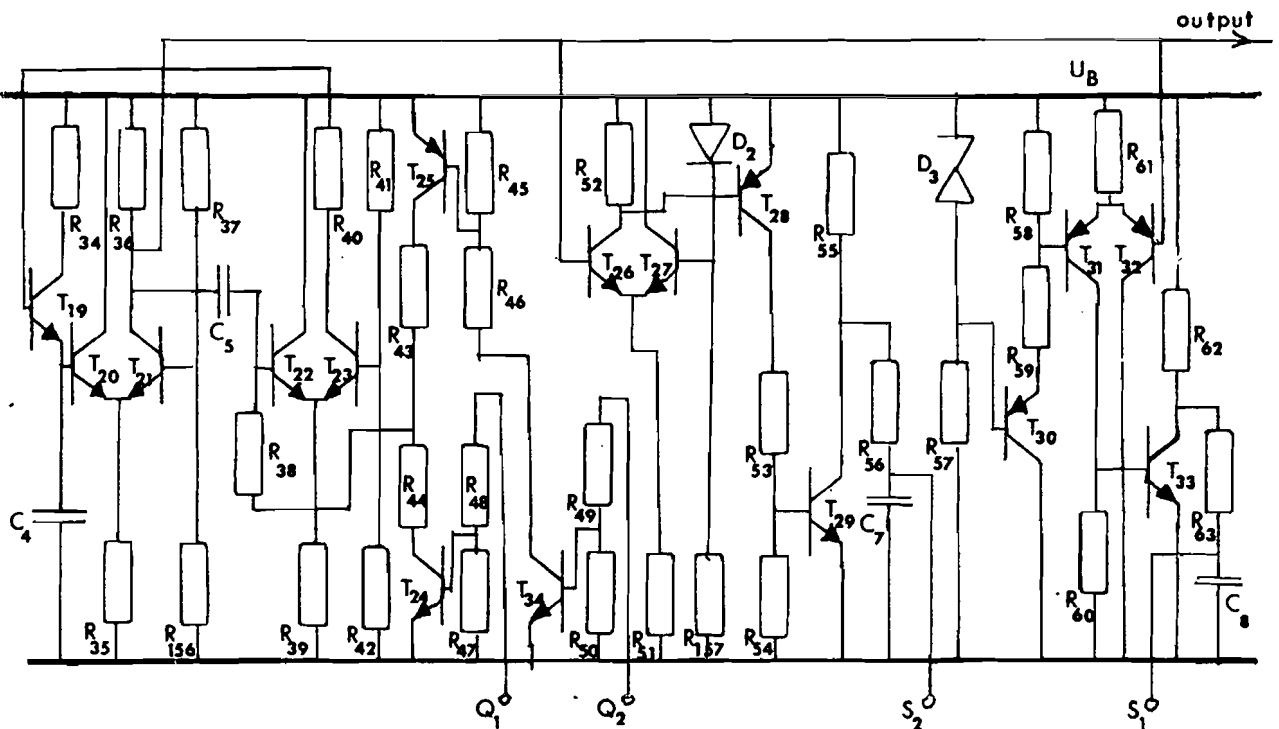 output
U_B
R_34
R_36
R_37
R_40
R_41
T_25
R_45
R_52
D_2
T_28
R_55
D_3
R_58
R_61
T_19
C_5
R_43
R_46
T_26
T_27
T_31
T_32
T_20
T_21
T_22
T_23
R_59
R_62
R_38
R_44
R_48
R_49
R_53
R_56
R_57
T_30
T_33
C_4
T_29
C_7
R_63
T_24
T_34
R_60
C_8
R_35
R_156
R_39
R_42
R_47
R_50
R_51
R_157
R_54
Q_1
Q_2
S_2
S_1